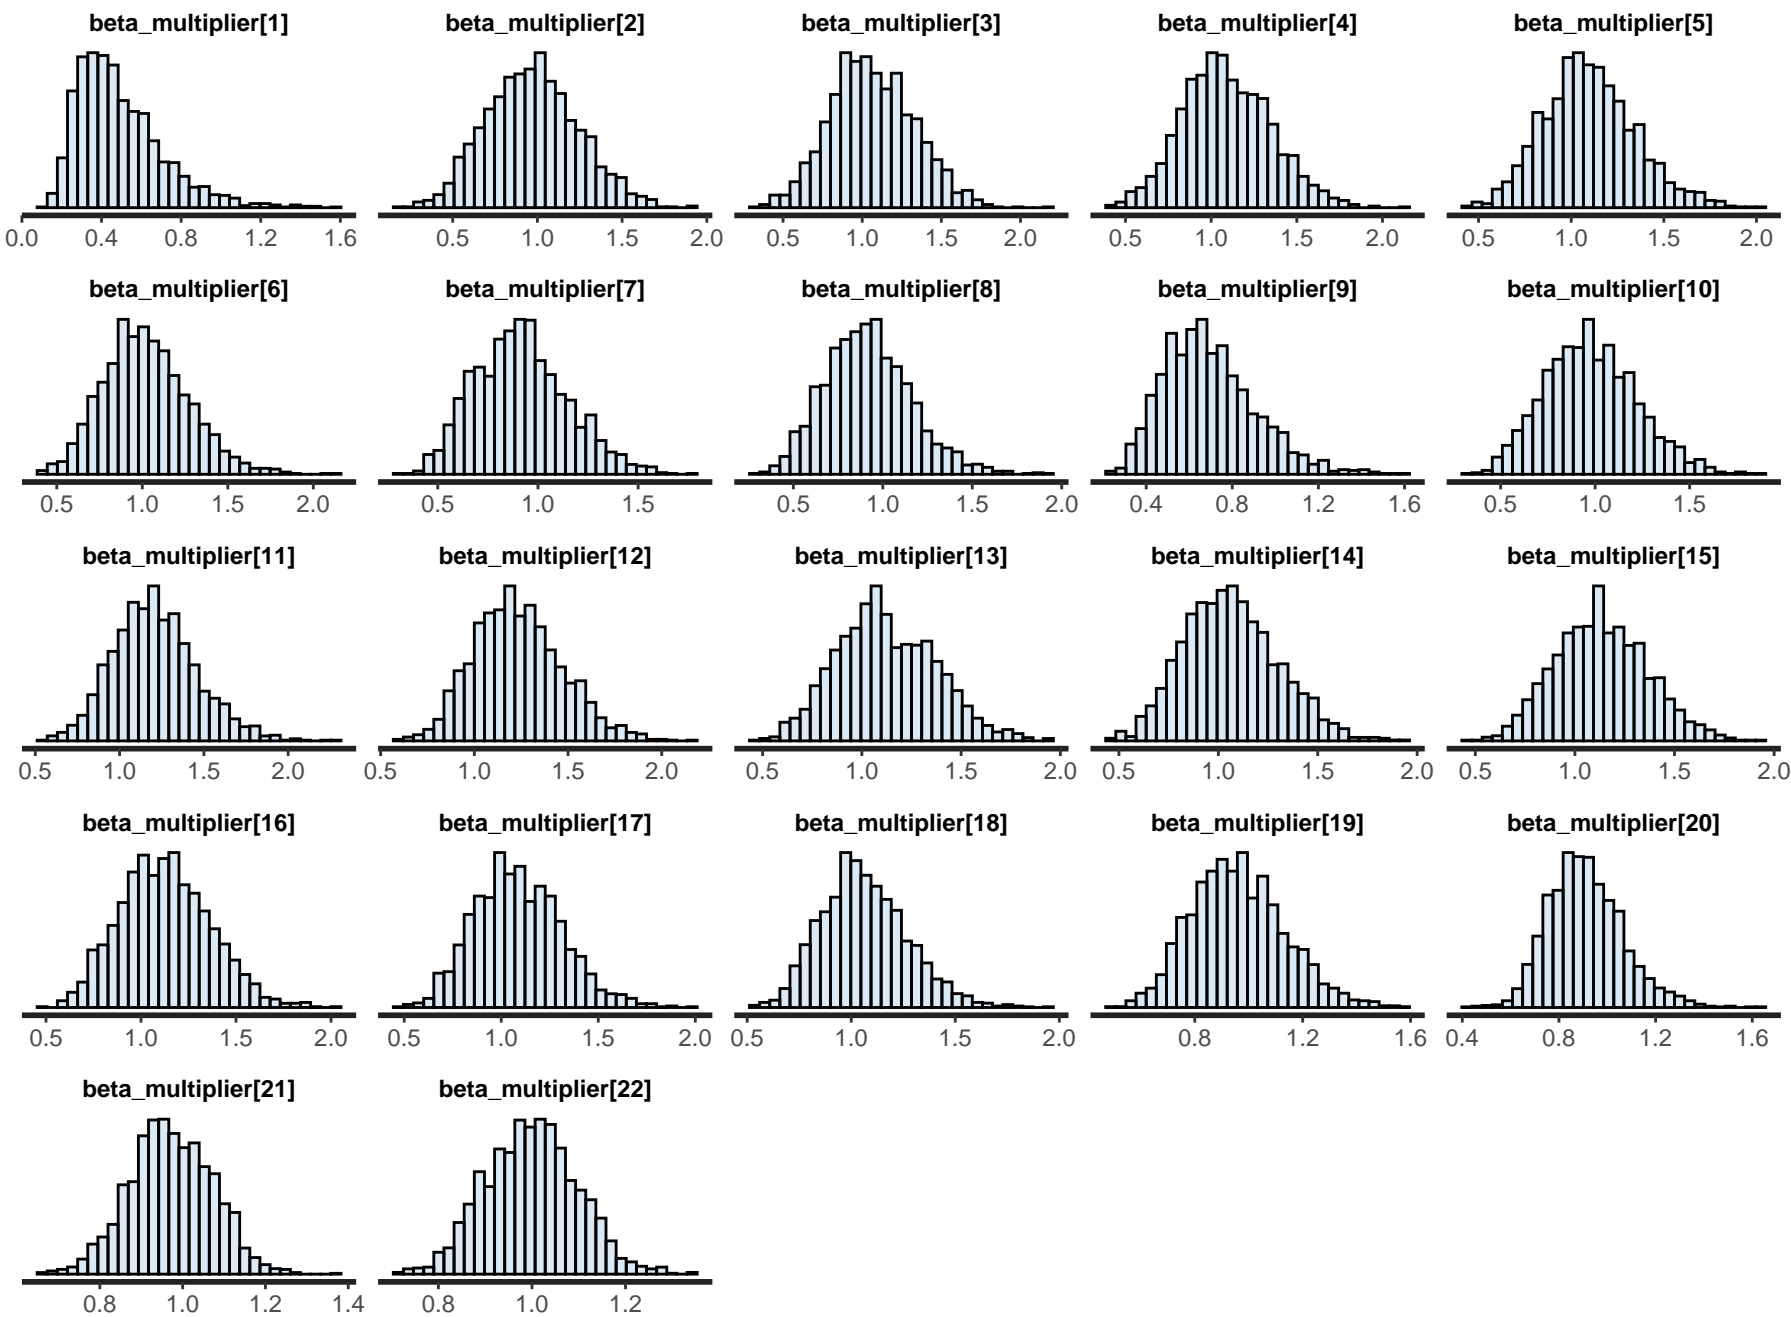 beta_multiplier[1] beta_multiplier[2] beta_multiplier[3] beta_multiplier[4] beta_multiplier[5]
0.0 0.4 0.8 1.2 1.6 0.5 1.0 1.5 2.0 0.5 1.0 1.5 2.0 0.5 1.0 1.5 2.0 0.5 1.0 1.5 2.0
beta_multiplier[6] beta_multiplier[7] beta_multiplier[8] beta_multiplier[9] beta_multiplier[10]
0.5 1.0 1.5 2.0 0.5 1.0 1.5 0.5 1.0 1.5 2.0 0.4 0.8 1.2 1.6 0.5 1.0 1.5
beta_multiplier[11] beta_multiplier[12] beta_multiplier[13] beta_multiplier[14] beta_multiplier[15]
0.5 1.0 1.5 2.0 0.5 1.0 1.5 2.0 0.5 1.0 1.5 2.0 0.5 1.0 1.5 2.0 0.5 1.0 1.5 2.0
beta_multiplier[16] beta_multiplier[17] beta_multiplier[18] beta_multiplier[19] beta_multiplier[20]
0.5 1.0 1.5 2.0 0.5 1.0 1.5 2.0 0.5 1.0 1.5 2.0 0.8 1.2 1.6 0.4 0.8 1.2 1.6
beta_multiplier[21] beta_multiplier[22]
0.8 1.0 1.2 1.4 0.8 1.0 1.2